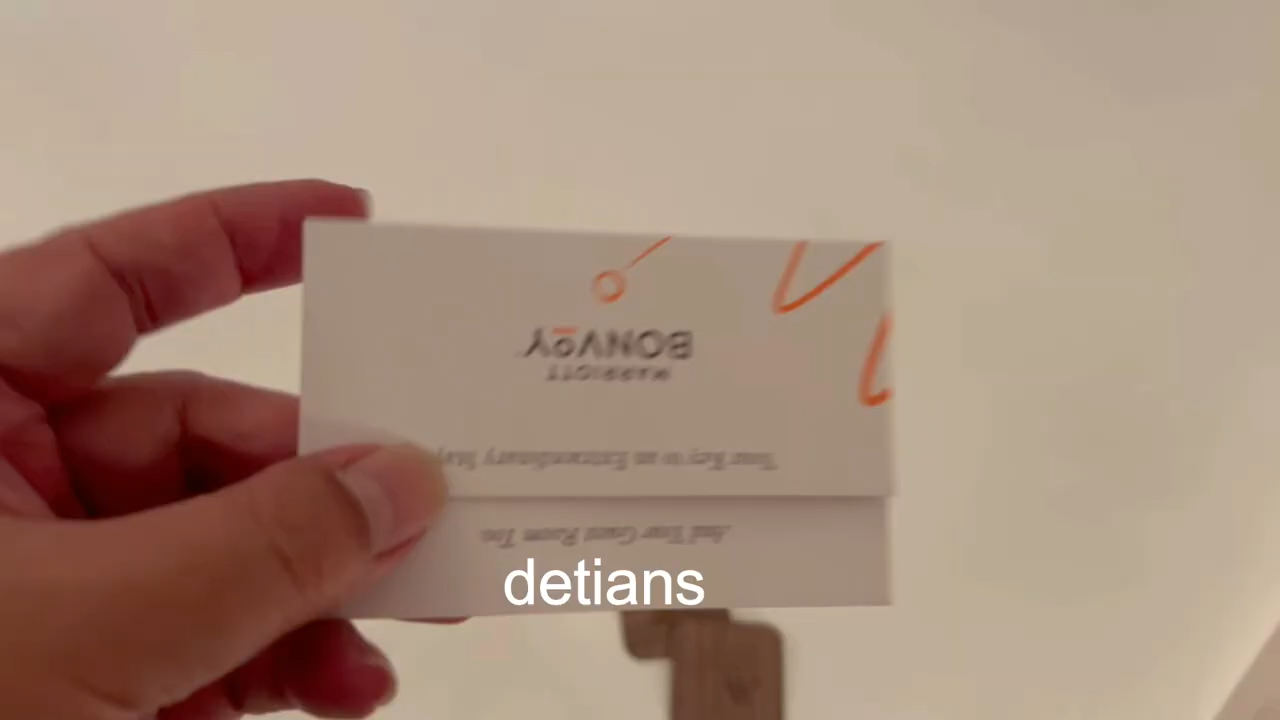 MARRIOTT
BONVOY
Your Key to an Extraordinary Stay
And Your Guest Room Too.
detians